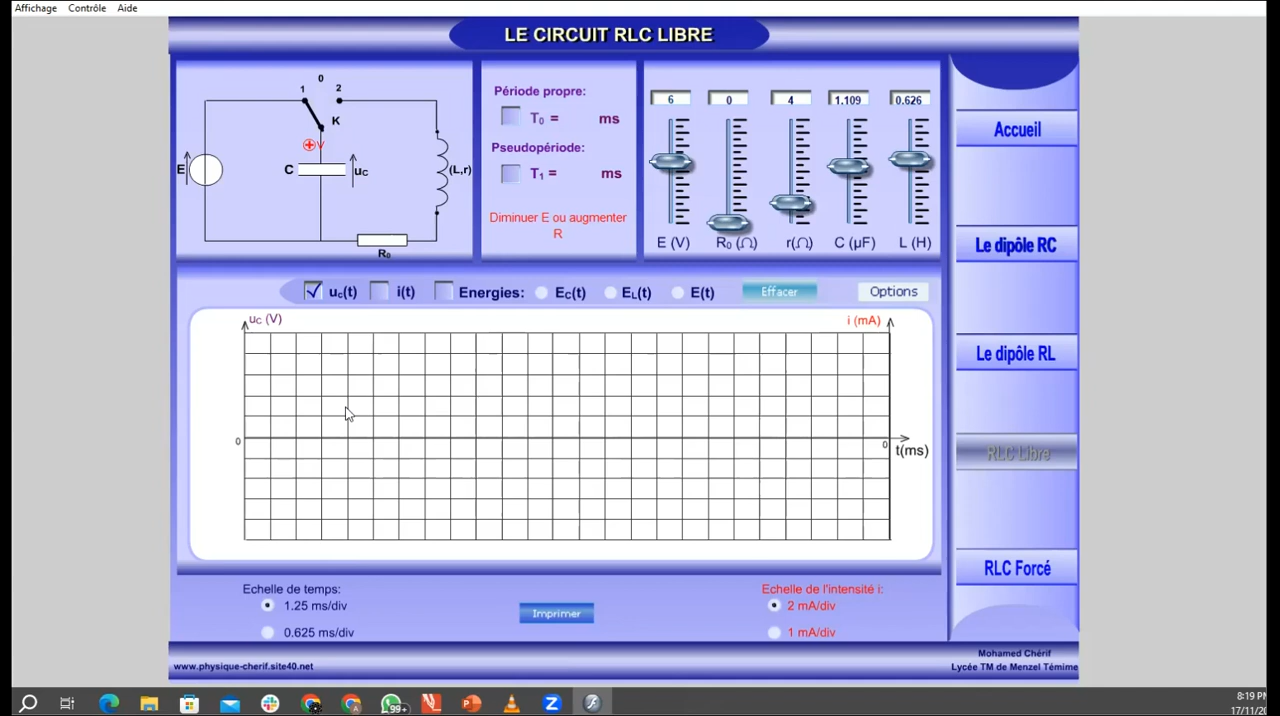 Affichage Contrôle Aide
LE CIRCUIT RLC LIBRE
0
1 2
K
E C uC (L,r)
R0
Période propre:
T0 = ms
Pseudopériode:
T1 = ms
Diminuer E ou augmenter
R
6 0 4 1.109 0.626
E (V) R0 (Ω) r(Ω) C (µF) L (H)
Accueil
Le dipôle RC
Le dipôle RL
RLC Libre
RLC Forcé
uc(t) i(t) Energies: EC(t) EL(t) E(t) Effacer Options
uC (V) i (mA)
0 0
t(ms)
Echelle de temps:
1.25 ms/div
0.625 ms/div
Imprimer
Echelle de l'intensité i:
2 mA/div
1 mA/div
www.physique-cherif.site40.net
Mohamed Chérif
Lycée TM de Menzel Témime
99+
8:19 PM
17/11/20